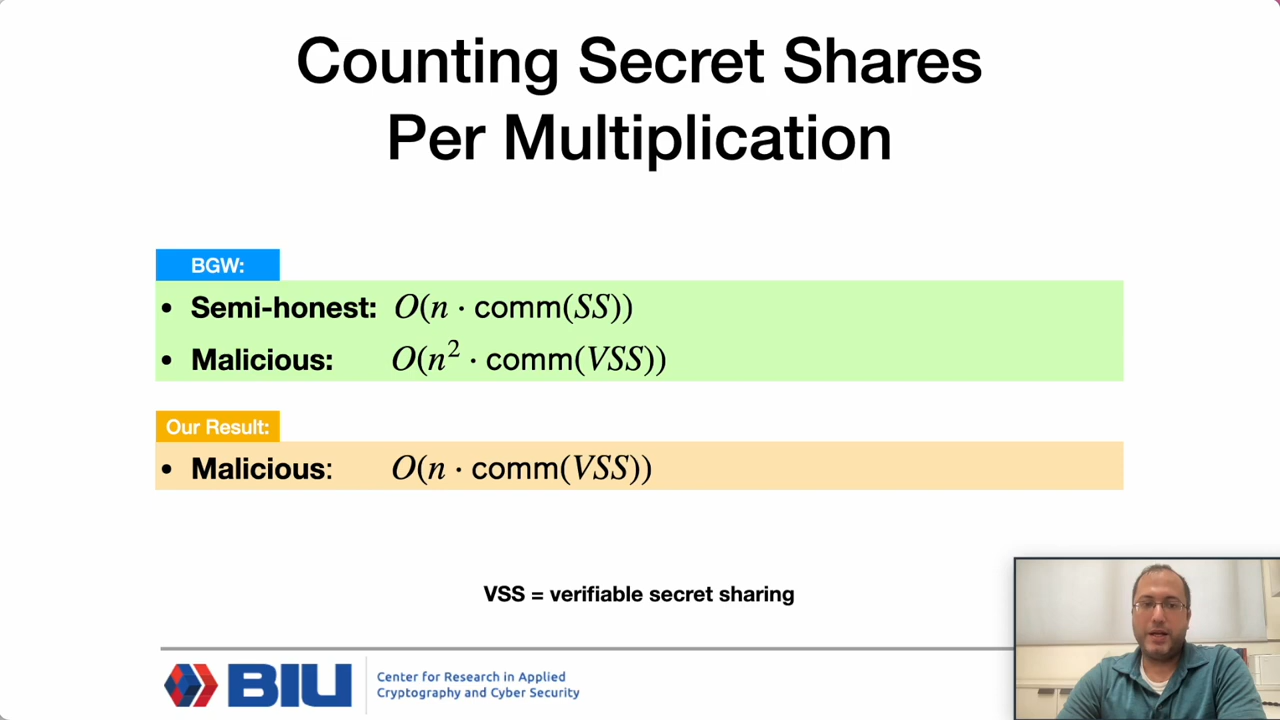 Counting Secret Shares
Per Multiplication
BGW:
• Semi-honest: O(n · comm(SS))
• Malicious: O(n² · comm(VSS))
Our Result:
• Malicious: O(n · comm(VSS))
VSS = verifiable secret sharing
BIU
Center for Research in Applied
Cryptography and Cyber Security